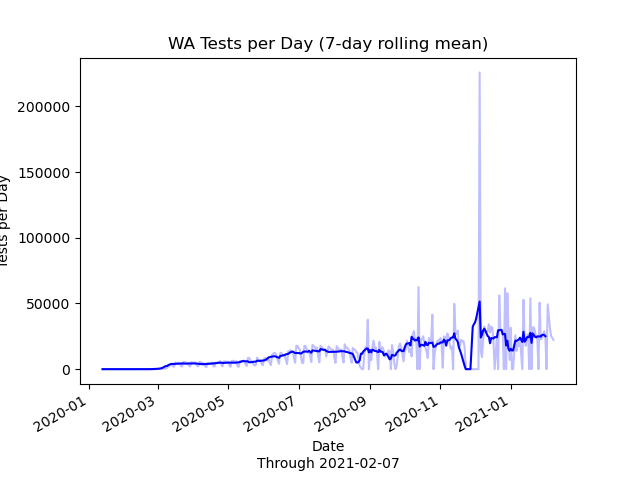 WA Tests per Day (7-day rolling mean)
Tests per Day
200000
150000
100000
50000
0
2020-01 2020-03 2020-05 2020-07 2020-09 2020-11 2021-01
Date
Through 2021-02-07